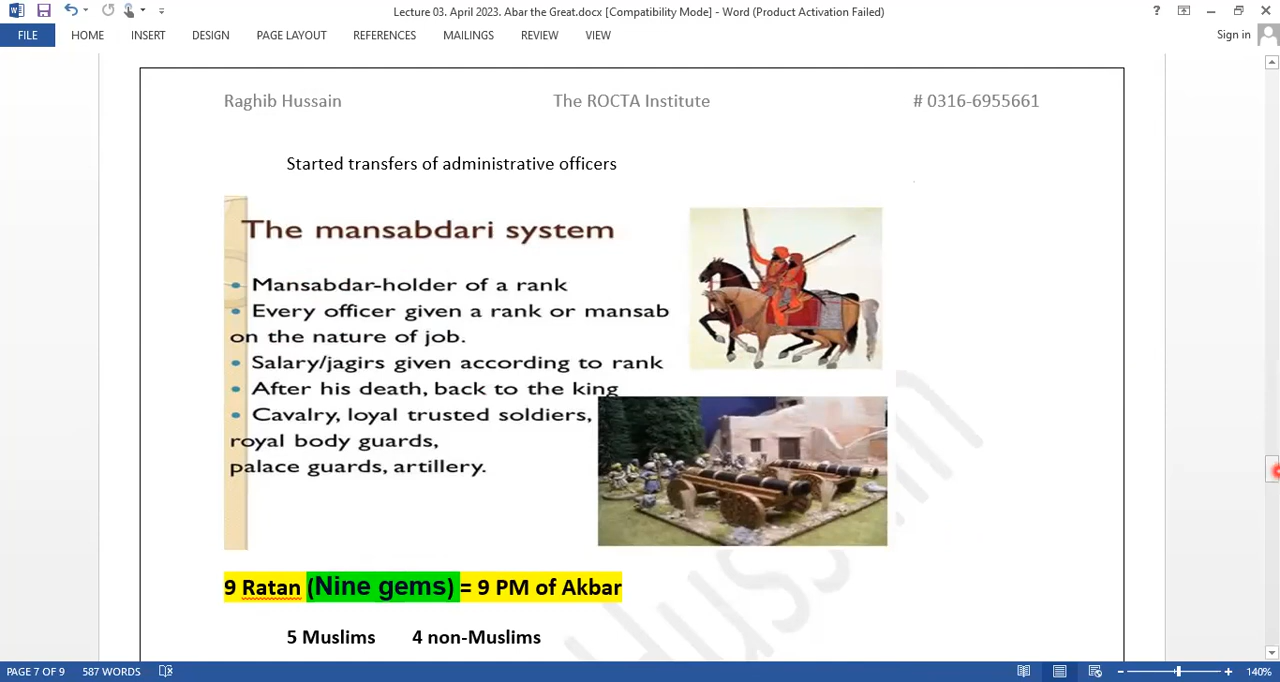 Lecture 03. April 2023. Abar the Great.docx [Compatibility Mode] - Word (Product Activation Failed)
FILE HOME INSERT DESIGN PAGE LAYOUT REFERENCES MAILINGS REVIEW VIEW Sign in
Raghib Hussain The ROCTA Institute # 0316-6955661
Started transfers of administrative officers
The mansabdari system
• Mansabdar-holder of a rank
• Every officer given a rank or mansab
on the nature of job.
• Salary/jagirs given according to rank
• After his death, back to the king
• Cavalry, loyal trusted soldiers,
royal body guards,
palace guards, artillery.
9 Ratan (Nine gems) = 9 PM of Akbar
5 Muslims 4 non-Muslims
PAGE 7 OF 9 587 WORDS 140%